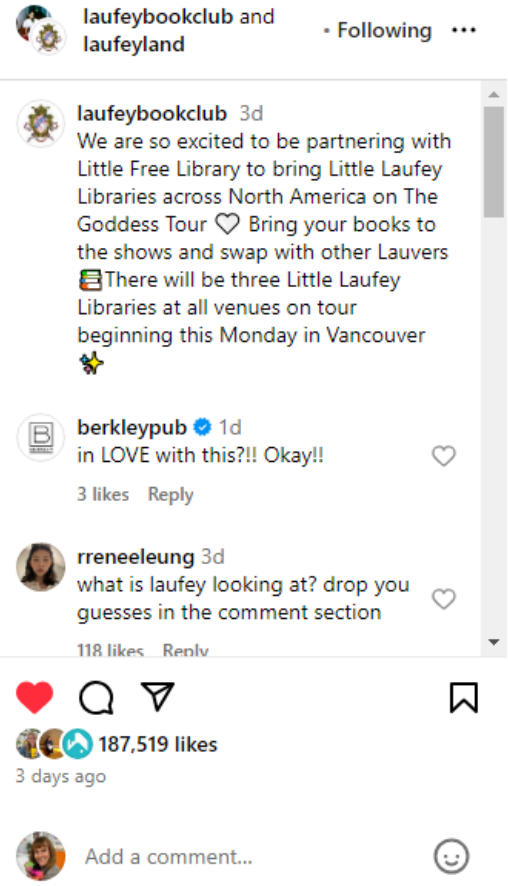 laufeybookclub and
laufeyland
• Following
laufeybookclub 3d
We are so excited to be partnering with
Little Free Library to bring Little Laufey
Libraries across North America on The
Goddess Tour 🤍 Bring your books to
the shows and swap with other Lauvers
📚There will be three Little Laufey
Libraries at all venues on tour
beginning this Monday in Vancouver
✨
berkleypub 1d
in LOVE with this?!! Okay!!
3 likes Reply
rreneeleung 3d
what is laufey looking at? drop you
guesses in the comment section
118 likes Reply
187,519 likes
3 days ago
Add a comment...